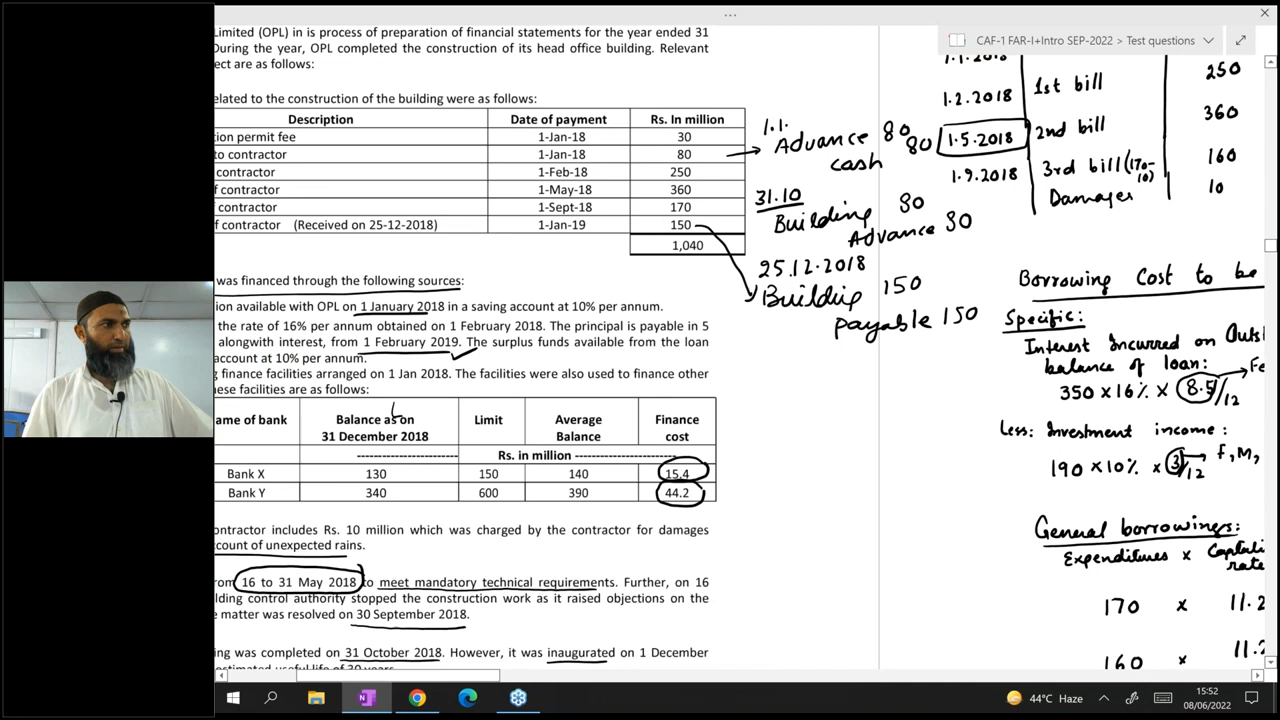 CAF-1 FAR-I+Intro SEP-2022 > Test questions
Limited (OPL) in is process of preparation of financial statements for the year ended 31
During the year, OPL completed the construction of its head office building. Relevant
ect are as follows:
elated to the construction of the building were as follows:
Description Date of payment Rs. In million
tion permit fee 1-Jan-18 30
to contractor 1-Jan-18 80
contractor 1-Feb-18 250
f contractor 1-May-18 360
of contractor 1-Sept-18 170
f contractor (Received on 25-12-2018) 1-Jan-19 150
1,040
was financed through the following sources:
ion available with OPL on 1 January 2018 in a saving account at 10% per annum.
the rate of 16% per annum obtained on 1 February 2018. The principal is payable in 5
alongwith interest, from 1 February 2019. The surplus funds available from the loan
account at 10% per annum.
g finance facilities arranged on 1 Jan 2018. The facilities were also used to finance other
hese facilities are as follows:
ame of bank Balance as on 31 December 2018 Limit Average Balance Finance cost
-------------------- Rs. in million --------------------
Bank X 130 150 140 15.4
Bank Y 340 600 390 44.2
ontractor includes Rs. 10 million which was charged by the contractor for damages
count of unexpected rains.
rom 16 to 31 May 2018 to meet mandatory technical requirements. Further, on 16
lding control authority stopped the construction work as it raised objections on the
e matter was resolved on 30 September 2018.
ng was completed on 31 October 2018. However, it was inaugurated on 1 December
1.1.
Advance 80
cash 80
31.10
Building 80
Advance 80
25.12.2018
Building 150
payable 150
1.1.2018
250
1.2.2018 1st bill
360
1.5.2018 2nd bill
160
1.9.2018 3rd bill (170-10)
Damages 10
Borrowing Cost to be
Specific:
Interest Incurred on Outs
balance of loan:
350 x 16% x 8.5/12 Fe
Less: Investment income:
190 x 10% x 3/12 F, M,
General borrowings:
Expenditures x Capitali
rate
170 x 11.2
160 x 11.2
44°C Haze
15:52
08/06/2022